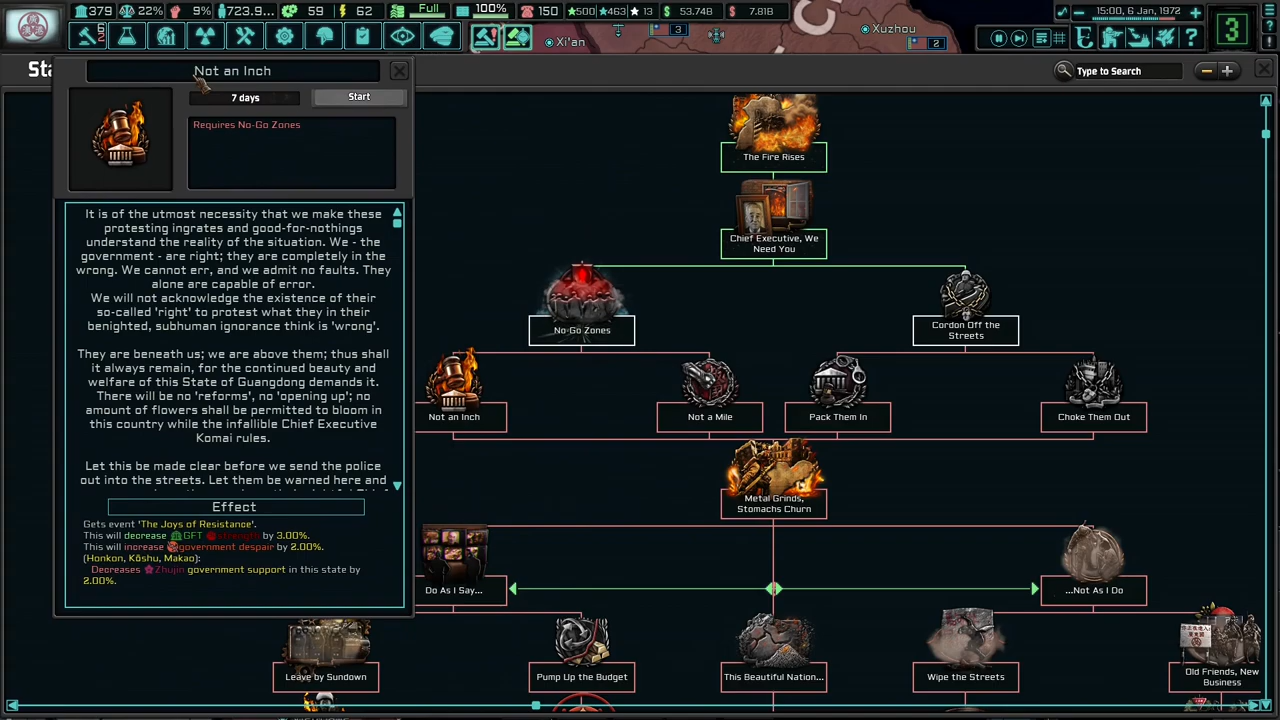 379
22%
9%
723.9...
59
62
Full
100%
150
500
463
13
53.74B
7.81B
15:00, 6 Jan, 1972
3
Xi'an
3
Xuzhou
2
Sta
Type to Search
Not an Inch
7 days
Start
Requires No-Go Zones
It is of the utmost necessity that we make these
protesting ingrates and good-for-nothings
understand the reality of the situation. We - the
government - are right; they are completely in the
wrong. We cannot err, and we admit no faults. They
alone are capable of error.
We will not acknowledge the existence of their
so-called 'right' to protest what they in their
benighted, subhuman ignorance think is 'wrong'.
They are beneath us; we are above them; thus shall
it always remain, for the continued beauty and
welfare of this State of Guangdong demands it.
There will be no 'reforms', no 'opening up'; no
amount of flowers shall be permitted to bloom in
this country while the infallible Chief Executive
Komai rules.
Let this be made clear before we send the police
out into the streets. Let them be warned here and
Effect
Gets event 'The Joys of Resistance'.
This will decrease GFT strength by 3.00%.
This will increase government despair by 2.00%.
(Honkon, Kōshu, Makao):
Decreases Zhujin government support in this state by
2.00%.
The Fire Rises
Chief Executive, We
Need You
No-Go Zones
Cordon Off the
Streets
Not an Inch
Not a Mile
Pack Them In
Choke Them Out
Metal Grinds,
Stomachs Churn
Do As I Say...
...Not As I Do
Leave by Sundown
Pump Up the Budget
This Beautiful Nation...
Wipe the Streets
Old Friends, New
Business